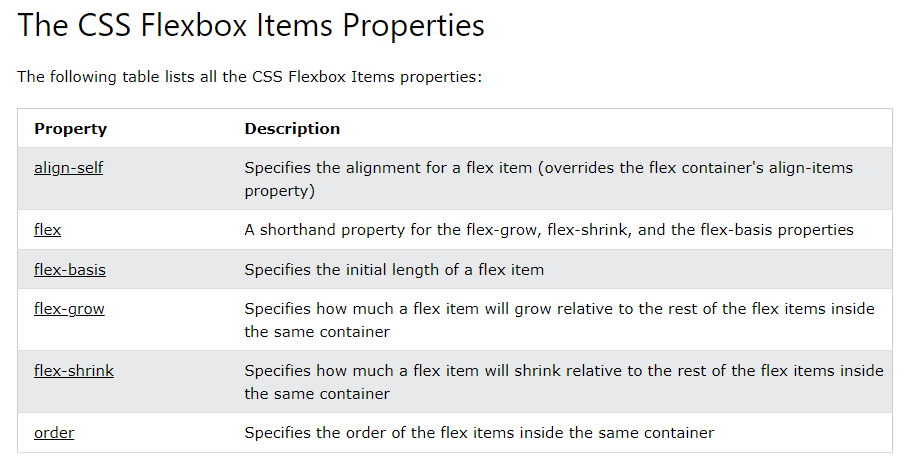 The CSS Flexbox Items Properties
The following table lists all the CSS Flexbox Items properties:
Property Description
align-self Specifies the alignment for a flex item (overrides the flex container's align-items
property)
flex A shorthand property for the flex-grow, flex-shrink, and the flex-basis properties
flex-basis Specifies the initial length of a flex item
flex-grow Specifies how much a flex item will grow relative to the rest of the flex items inside
the same container
flex-shrink Specifies how much a flex item will shrink relative to the rest of the flex items inside
the same container
order Specifies the order of the flex items inside the same container